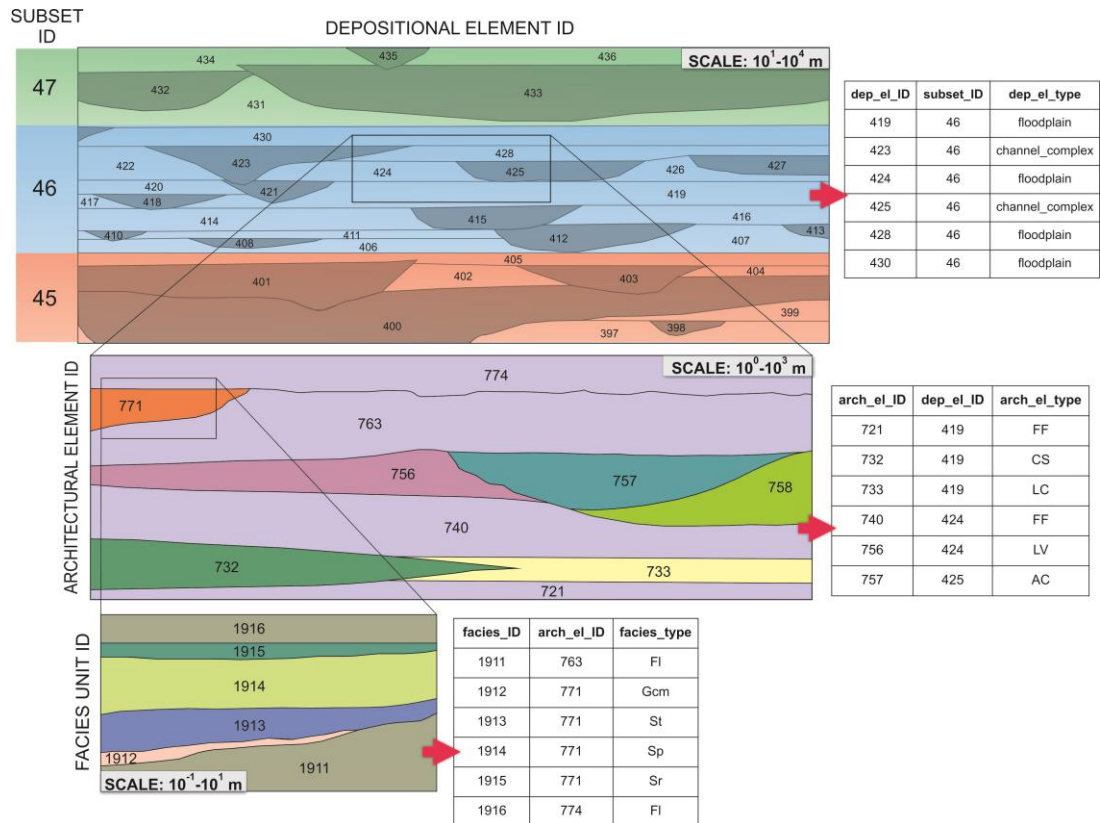 SUBSET
ID
DEPOSITIONAL ELEMENT ID
SCALE: 10¹-10⁴ m
47
434
435
436
432
431
433
46
430
422
423
428
424
425
426
427
420
421
419
417
418
414
415
416
410
411
413
408
406
412
407
45
405
401
402
403
404
400
399
397
398
dep_el_ID subset_ID dep_el_type
419 46 floodplain
423 46 channel_complex
424 46 floodplain
425 46 channel_complex
428 46 floodplain
430 46 floodplain
ARCHITECTURAL ELEMENT ID
SCALE: 10⁰-10³ m
774
771
763
756
757
758
740
732
733
721
arch_el_ID dep_el_ID arch_el_type
721 419 FF
732 419 CS
733 419 LC
740 424 FF
756 424 LV
757 425 AC
FACIES UNIT ID
1916
1915
1914
1913
1912
1911
SCALE: 10⁻¹-10¹ m
facies_ID arch_el_ID facies_type
1911 763 Fl
1912 771 Gcm
1913 771 St
1914 771 Sp
1915 771 Sr
1916 774 Fl